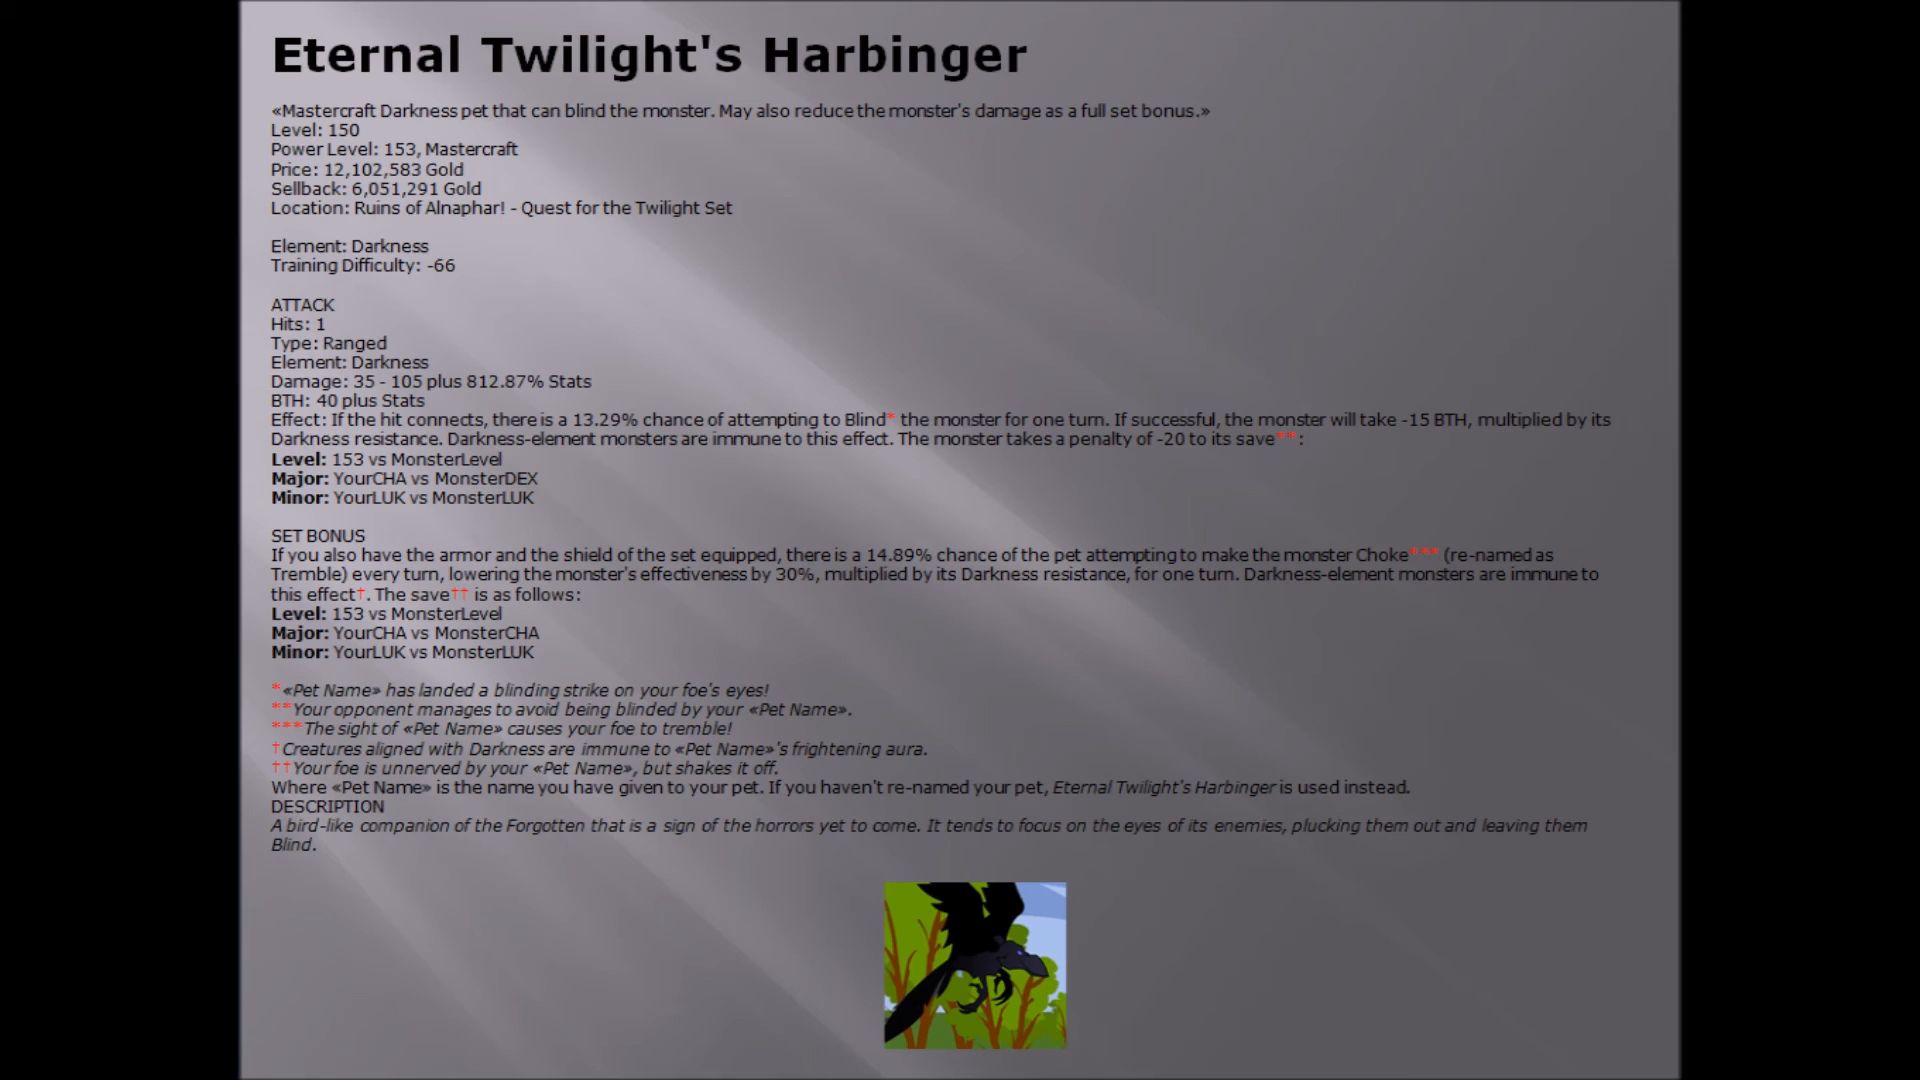 Eternal Twilight's Harbinger
«Mastercraft Darkness pet that can blind the monster. May also reduce the monster's damage as a full set bonus.»
Level: 150
Power Level: 153, Mastercraft
Price: 12,102,583 Gold
Sellback: 6,051,291 Gold
Location: Ruins of Alnaphar! - Quest for the Twilight Set
Element: Darkness
Training Difficulty: -66
ATTACK
Hits: 1
Type: Ranged
Element: Darkness
Damage: 35 - 105 plus 812.87% Stats
BTH: 40 plus Stats
Effect: If the hit connects, there is a 13.29% chance of attempting to Blind* the monster for one turn. If successful, the monster will take -15 BTH, multiplied by its
Darkness resistance. Darkness-element monsters are immune to this effect. The monster takes a penalty of -20 to its save**:
Level: 153 vs MonsterLevel
Major: YourCHA vs MonsterDEX
Minor: YourLUK vs MonsterLUK
SET BONUS
If you also have the armor and the shield of the set equipped, there is a 14.89% chance of the pet attempting to make the monster Choke*** (re-named as
Tremble) every turn, lowering the monster's effectiveness by 30%, multiplied by its Darkness resistance, for one turn. Darkness-element monsters are immune to
this effect†. The save†† is as follows:
Level: 153 vs MonsterLevel
Major: YourCHA vs MonsterCHA
Minor: YourLUK vs MonsterLUK
*«Pet Name» has landed a blinding strike on your foe's eyes!
**Your opponent manages to avoid being blinded by your «Pet Name».
***The sight of «Pet Name» causes your foe to tremble!
†Creatures aligned with Darkness are immune to «Pet Name»'s frightening aura.
††Your foe is unnerved by your «Pet Name», but shakes it off.
Where «Pet Name» is the name you have given to your pet. If you haven't re-named your pet, Eternal Twilight's Harbinger is used instead.
DESCRIPTION
A bird-like companion of the Forgotten that is a sign of the horrors yet to come. It tends to focus on the eyes of its enemies, plucking them out and leaving them
Blind.